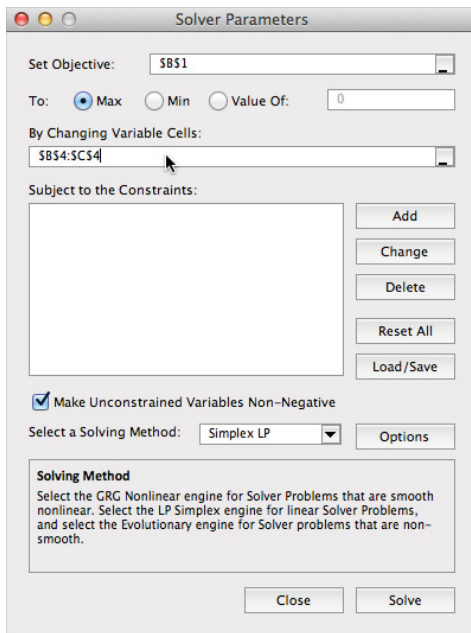 Solver Parameters
Set Objective: $B$1
To: Max Min Value Of: 0
By Changing Variable Cells:
$B$4:$C$4
Subject to the Constraints:
Add
Change
Delete
Reset All
Load/Save
Make Unconstrained Variables Non-Negative
Select a Solving Method: Simplex LP Options
Solving Method
Select the GRG Nonlinear engine for Solver Problems that are smooth
nonlinear. Select the LP Simplex engine for linear Solver Problems,
and select the Evolutionary engine for Solver problems that are non-
smooth.
Close Solve